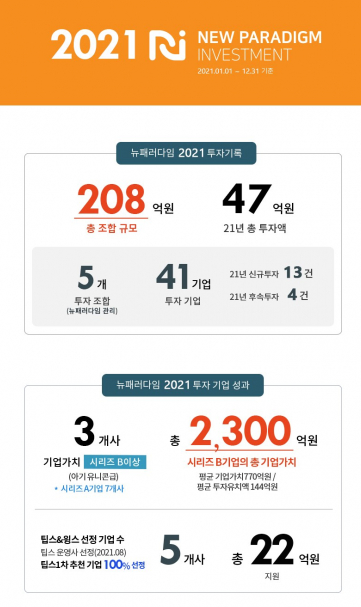 2021 Ni NEW PARADIGM
INVESTMENT
2021.01.01 ~ 12.31 기준
뉴패러다임 2021 투자기록
208 억원
총 조합 규모
47 억원
21년 총 투자액
5 개
투자 조합
(뉴패러다임 관리)
41 기업
투자 기업
21년 신규투자 13 건
21년 후속투자 4 건
뉴패러다임 2021 투자 기업 성과
3 개사
기업가치 시리즈 B이상
(아기 유니콘급)
* 시리즈A기업 7개사
총 2,300 억원
시리즈 B기업의 총 기업가치
평균 기업가치770억원 /
평균 투자유치액 144억원
팁스&윙스 선정 기업 수
팁스 운영사 선정(2021.08)
팁스1차 추천 기업 100% 선정
5 개사
총 22 억원
지원